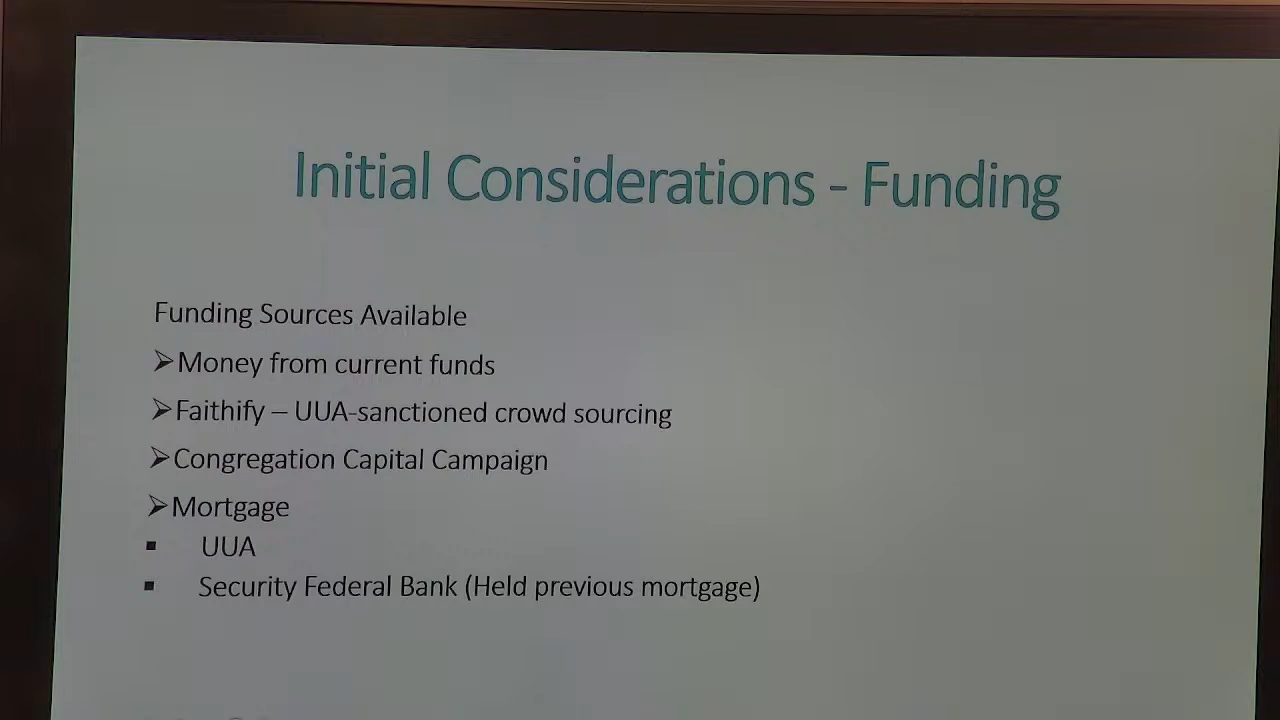 Initial Considerations - Funding
Funding Sources Available
➢Money from current funds
➢Faithify – UUA-sanctioned crowd sourcing
➢Congregation Capital Campaign
➢Mortgage
▪ UUA
▪ Security Federal Bank (Held previous mortgage)